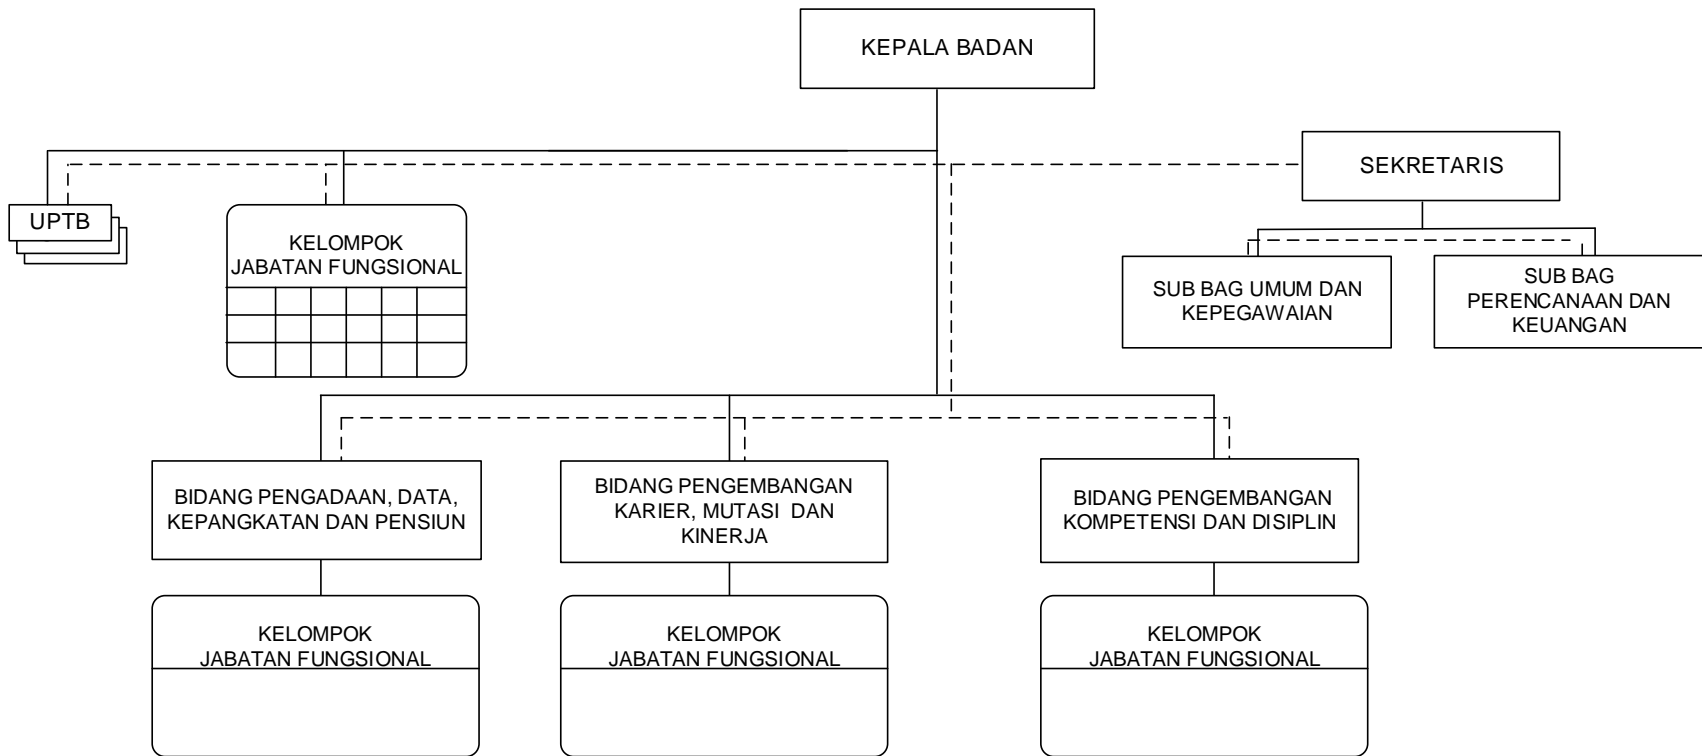 KEPALA BADAN
SEKRETARIS
UPTB
KELOMPOK
JABATAN FUNGSIONAL
SUB BAG UMUM DAN
KEPEGAWAIAN
SUB BAG
PERENCANAAN DAN
KEUANGAN
BIDANG PENGADAAN, DATA,
KEPANGKATAN DAN PENSIUN
BIDANG PENGEMBANGAN
KARIER, MUTASI DAN
KINERJA
BIDANG PENGEMBANGAN
KOMPETENSI DAN DISIPLIN
KELOMPOK
JABATAN FUNGSIONAL
KELOMPOK
JABATAN FUNGSIONAL
KELOMPOK
JABATAN FUNGSIONAL